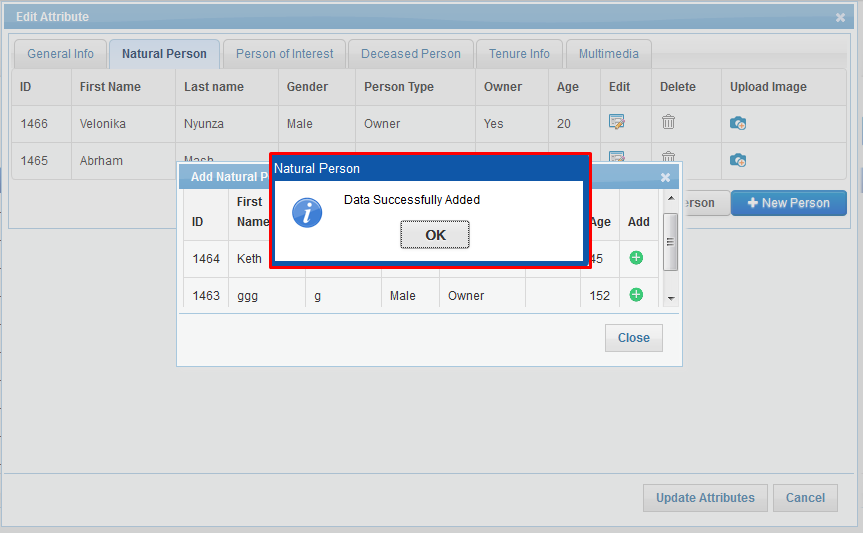 Edit Attribute
General Info Natural Person Person of Interest Deceased Person Tenure Info Multimedia
ID First Name Last name Gender Person Type Owner Age Edit Delete Upload Image
1466 Velonika Nyunza Male Owner Yes 20
1465 Abrham Mash
Add Natural P
Natural Person
Data Successfully Added
OK
erson New Person
ID First Name Age Add
1464 Keth 45
1463 ggg g Male Owner 152
Close
Update Attributes Cancel